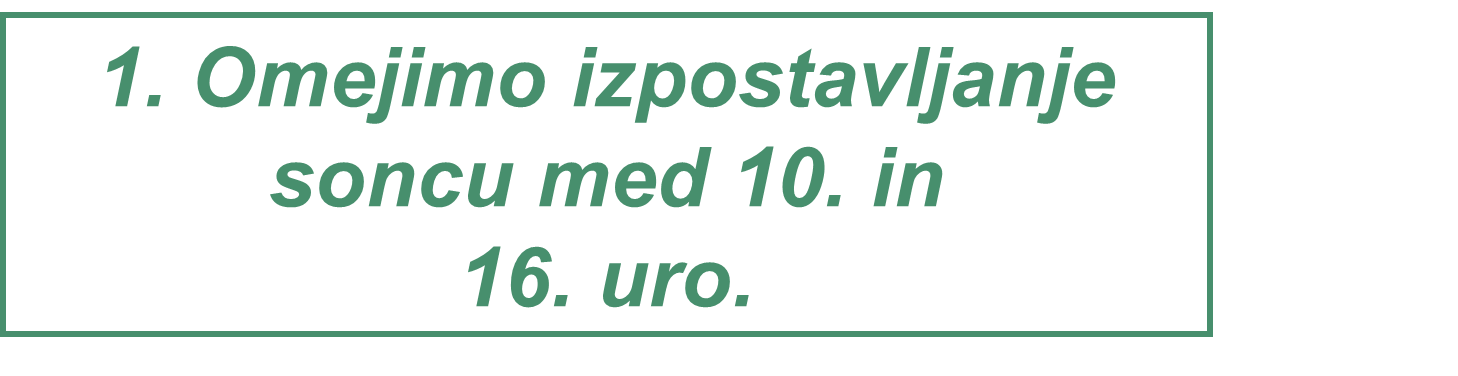 1. Omejimo izpostavljanje
soncu med 10. in
16. uro.